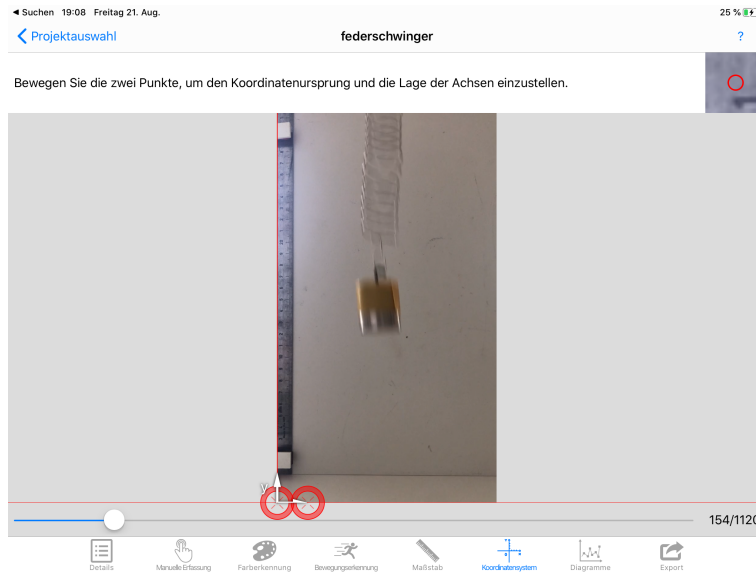 ◄ Suchen 19:08 Freitag 21. Aug. 25 %
Projektauswahl federschwinger ?
Bewegen Sie die zwei Punkte, um den Koordinatenursprung und die Lage der Achsen einzustellen.
y
154/1120
Details Manuelle Erfassung Farberkennung Bewegungserkennung Maßstab Koordinatensystem Diagramme Export